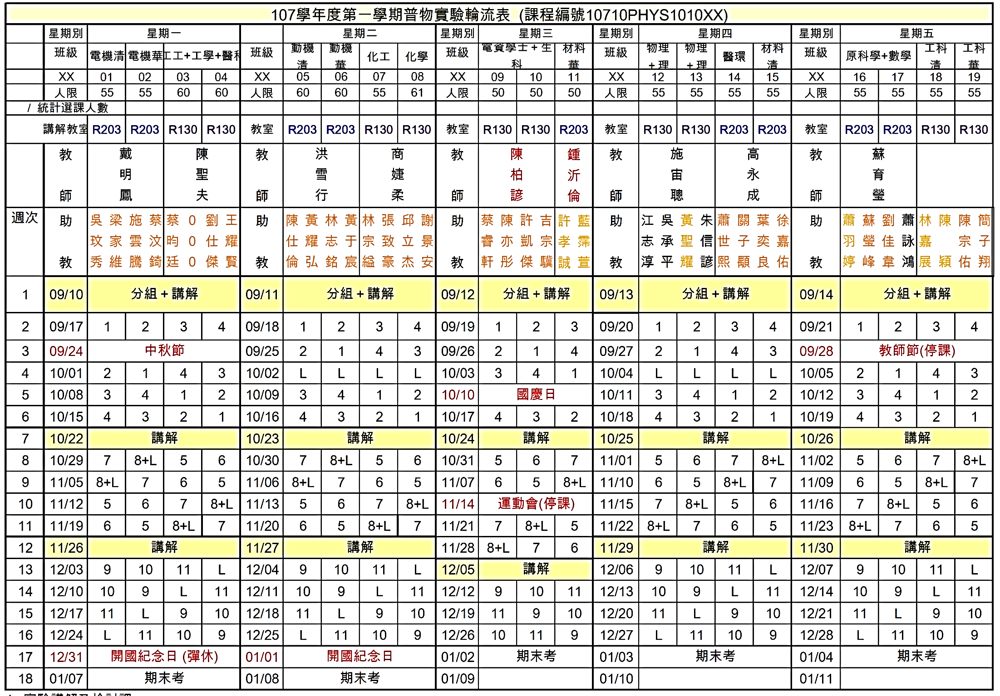 107學年度第一學期普物實驗輪流表 (課程編號10710PHYS1010XX)
星期別 星期一 星期二 星期別 星期三 星期別 星期四 星期別 星期五
班級 電機清 電機華 工工+工學+醫科 班級 動機清 動機華 化工 化學 班級 電資學士+生科 材料華 班級 物理+理 物理+理 醫環 材料清 班級 原科學+數學 工科清 工科華
XX 01 02 03 04 XX 05 06 07 08 XX 09 10 11 XX 12 13 14 15 XX 16 17 18 19
人限 55 55 60 60 人限 60 60 55 61 人限 50 50 50 人限 55 55 55 55 人限 55 55 55 55
/ 統計選課人數
講解教室 R203 R203 R130 R130 教室 R203 R203 R130 R130 教室 R130 R130 R203 教室 R130 R130 R203 R203 教室 R203 R203 R130 R130
教師 戴明鳳 陳聖夫 教師 洪雪行 商婕柔 教師 陳柏諺 鍾沂倫 教師 施宙聰 高永成 教師 蘇育瑩
週次 助教 吳玟秀 梁家維 施雲騰 蔡汶錡 蔡昀廷 000 劉仕傑 王耀賢 助教 陳仕倫 黃耀弘 林志銘 黃于宸 林宗縊 張致豪 邱立杰 謝景安 助教 蔡睿軒 陳亦彤 許凱傑 吉宗驥 許孝誠 藍霈萱 助教 江志淳 吳承平 黃聖耀 朱信諺 蕭世熙 關子顒 葉奕良 徐嘉佑 助教 蕭羽婷 蘇瑩峰 劉佳韋 蕭詠鴻 林嘉展 陳穎 陳宗佑 簡子翔
1 09/10 分組+講解 09/11 分組+講解 09/12 分組+講解 09/13 分組+講解 09/14 分組+講解
2 09/17 1 2 3 4 09/18 1 2 3 4 09/19 1 2 3 09/20 1 2 3 4 09/21 1 2 3 4
3 09/24 中秋節 09/25 2 1 4 3 09/26 2 1 4 09/27 2 1 4 3 09/28 教師節(停課)
4 10/01 2 1 4 3 10/02 L L L L 10/03 3 4 1 10/04 L L L L 10/05 2 1 4 3
5 10/08 3 4 1 2 10/09 3 4 1 2 10/10 國慶日 10/11 3 4 1 2 10/12 3 4 1 2
6 10/15 4 3 2 1 10/16 4 3 2 1 10/17 4 3 2 10/18 4 3 2 1 10/19 4 3 2 1
7 10/22 講解 10/23 講解 10/24 講解 10/25 講解 10/26 講解
8 10/29 7 8+L 5 6 10/30 7 8+L 5 6 10/31 5 6 7 11/01 5 6 7 8+L 11/02 5 6 7 8+L
9 11/05 8+L 7 6 5 11/06 8+L 7 6 5 11/07 6 5 8+L 11/10 6 5 8+L 7 11/09 6 5 8+L 7
10 11/12 5 6 7 8+L 11/13 5 6 7 8+L 11/14 運動會(停課) 11/15 7 8+L 5 6 11/16 7 8+L 5 6
11 11/19 6 5 8+L 7 11/20 6 5 8+L 7 11/21 7 8+L 5 11/22 8+L 7 6 5 11/23 8+L 7 6 5
12 11/26 講解 11/27 講解 11/28 8+L 7 6 11/29 講解 11/30 講解
13 12/03 9 10 11 L 12/04 9 10 11 L 12/05 講解 12/06 9 10 11 L 12/07 9 10 11 L
14 12/10 10 9 L 11 12/11 10 9 L 11 12/12 9 10 11 12/13 10 9 L 11 12/14 10 9 L 11
15 12/17 11 L 9 10 12/18 11 L 9 10 12/19 11 9 10 12/20 11 L 9 10 12/21 11 L 9 10
16 12/24 L 11 10 9 12/25 L 11 10 9 12/26 10 11 9 12/27 L 11 10 9 12/28 L 11 10 9
17 12/31 開國紀念日 (彈休) 01/01 開國紀念日 01/02 期末考 01/03 期末考 01/04 期末考
18 01/07 期末考 01/08 期末考 01/09 01/10 01/11